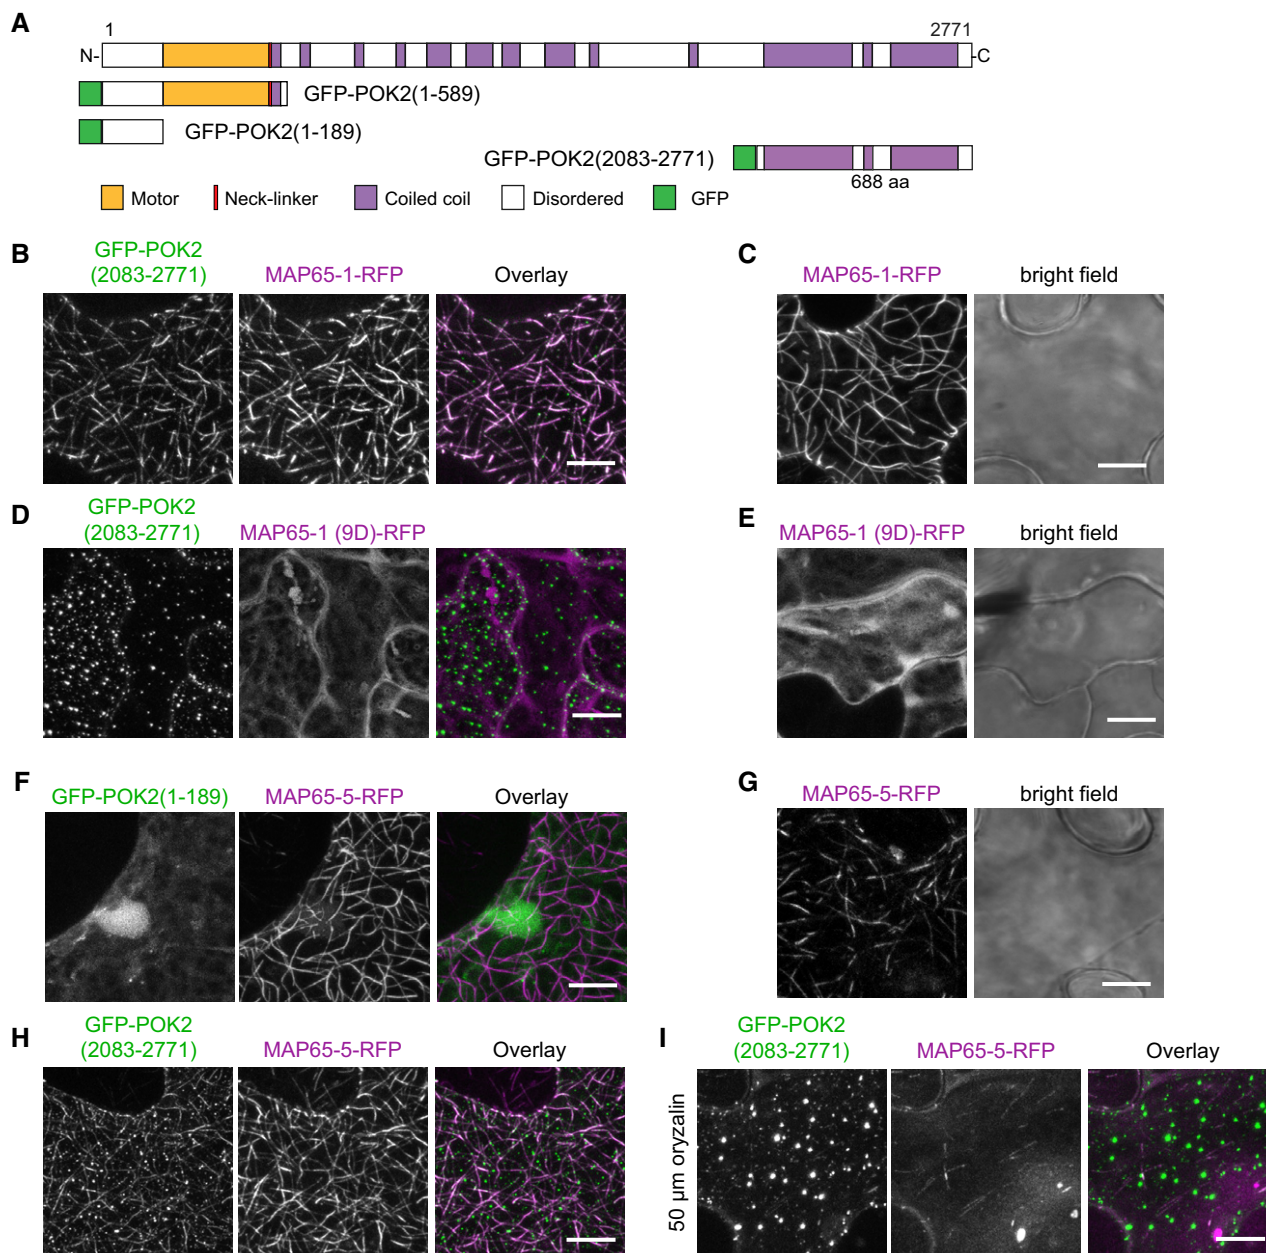 A
1
2771
N-
-C
GFP-POK2(1-589)
GFP-POK2(1-189)
GFP-POK2(2083-2771)
688 aa
Motor
Neck-linker
Coiled coil
Disordered
GFP
B
GFP-POK2
(2083-2771)
MAP65-1-RFP
Overlay
C
MAP65-1-RFP
bright field
D
GFP-POK2
(2083-2771)
MAP65-1 (9D)-RFP
E
MAP65-1 (9D)-RFP
bright field
F
GFP-POK2(1-189)
MAP65-5-RFP
Overlay
G
MAP65-5-RFP
bright field
H
GFP-POK2
(2083-2771)
MAP65-5-RFP
Overlay
I
GFP-POK2
(2083-2771)
MAP65-5-RFP
Overlay
50 µm oryzalin